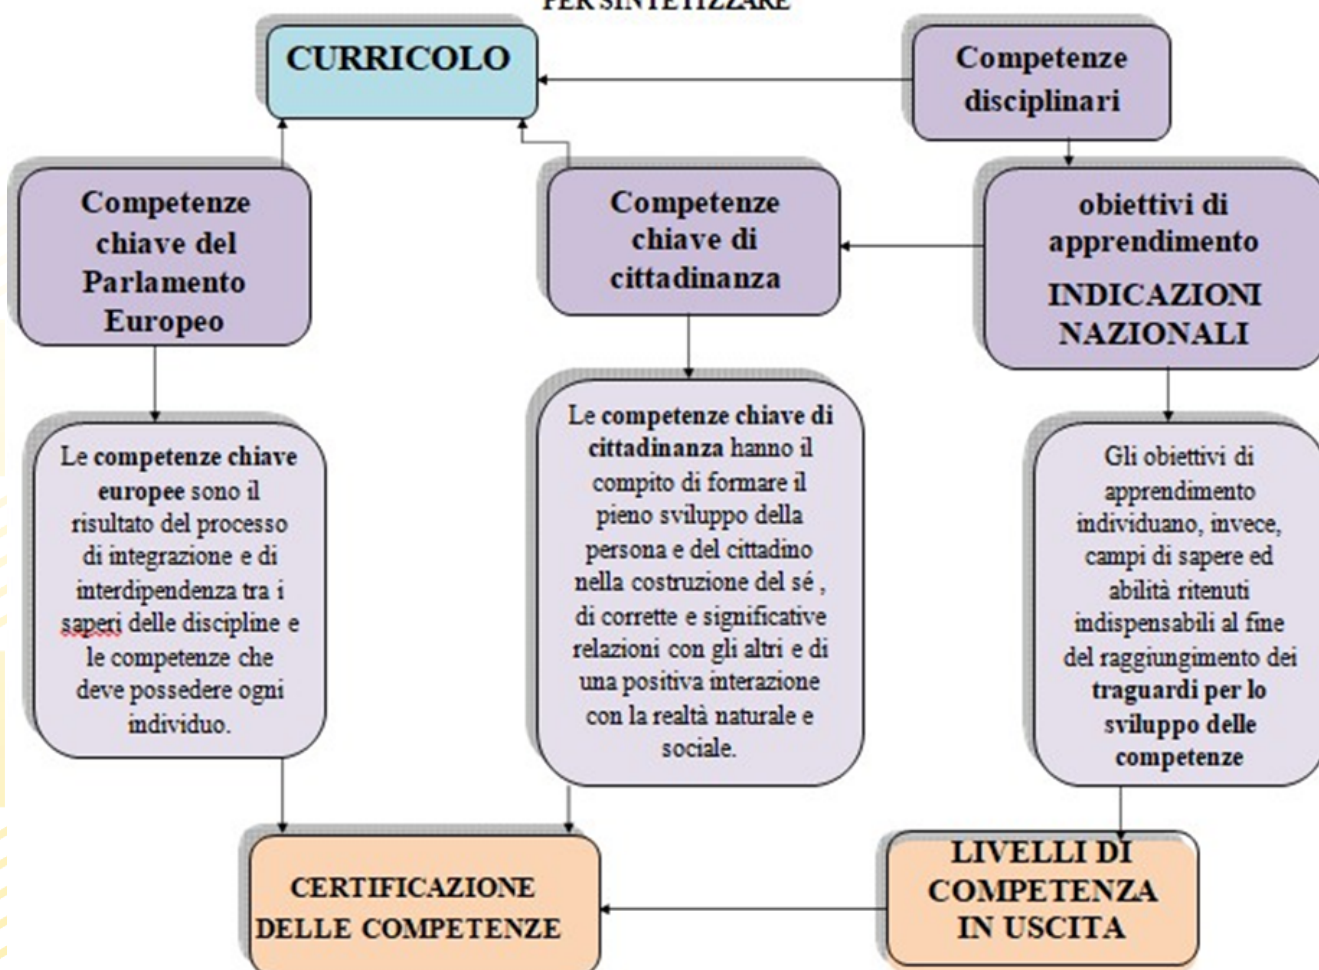 PER SINTETIZZARE
CURRICOLO
Competenze
disciplinari
Competenze
chiave del
Parlamento
Europeo
Competenze
chiave di
cittadinanza
obiettivi di
apprendimento
INDICAZIONI
NAZIONALI
Le competenze chiave
europee sono il
risultato del processo
di integrazione e di
interdipendenza tra i
saperi delle discipline e
le competenze che
deve possedere ogni
individuo.
Le competenze chiave di
cittadinanza hanno il
compito di formare il
pieno sviluppo della
persona e del cittadino
nella costruzione del sé ,
di corrette e significative
relazioni con gli altri e di
una positiva interazione
con la realtà naturale e
sociale.
Gli obiettivi di
apprendimento
individuano, invece,
campi di sapere ed
abilità ritenuti
indispensabili al fine
del raggiungimento dei
traguardi per lo
sviluppo delle
competenze
CERTIFICAZIONE
DELLE COMPETENZE
LIVELLI DI
COMPETENZA
IN USCITA